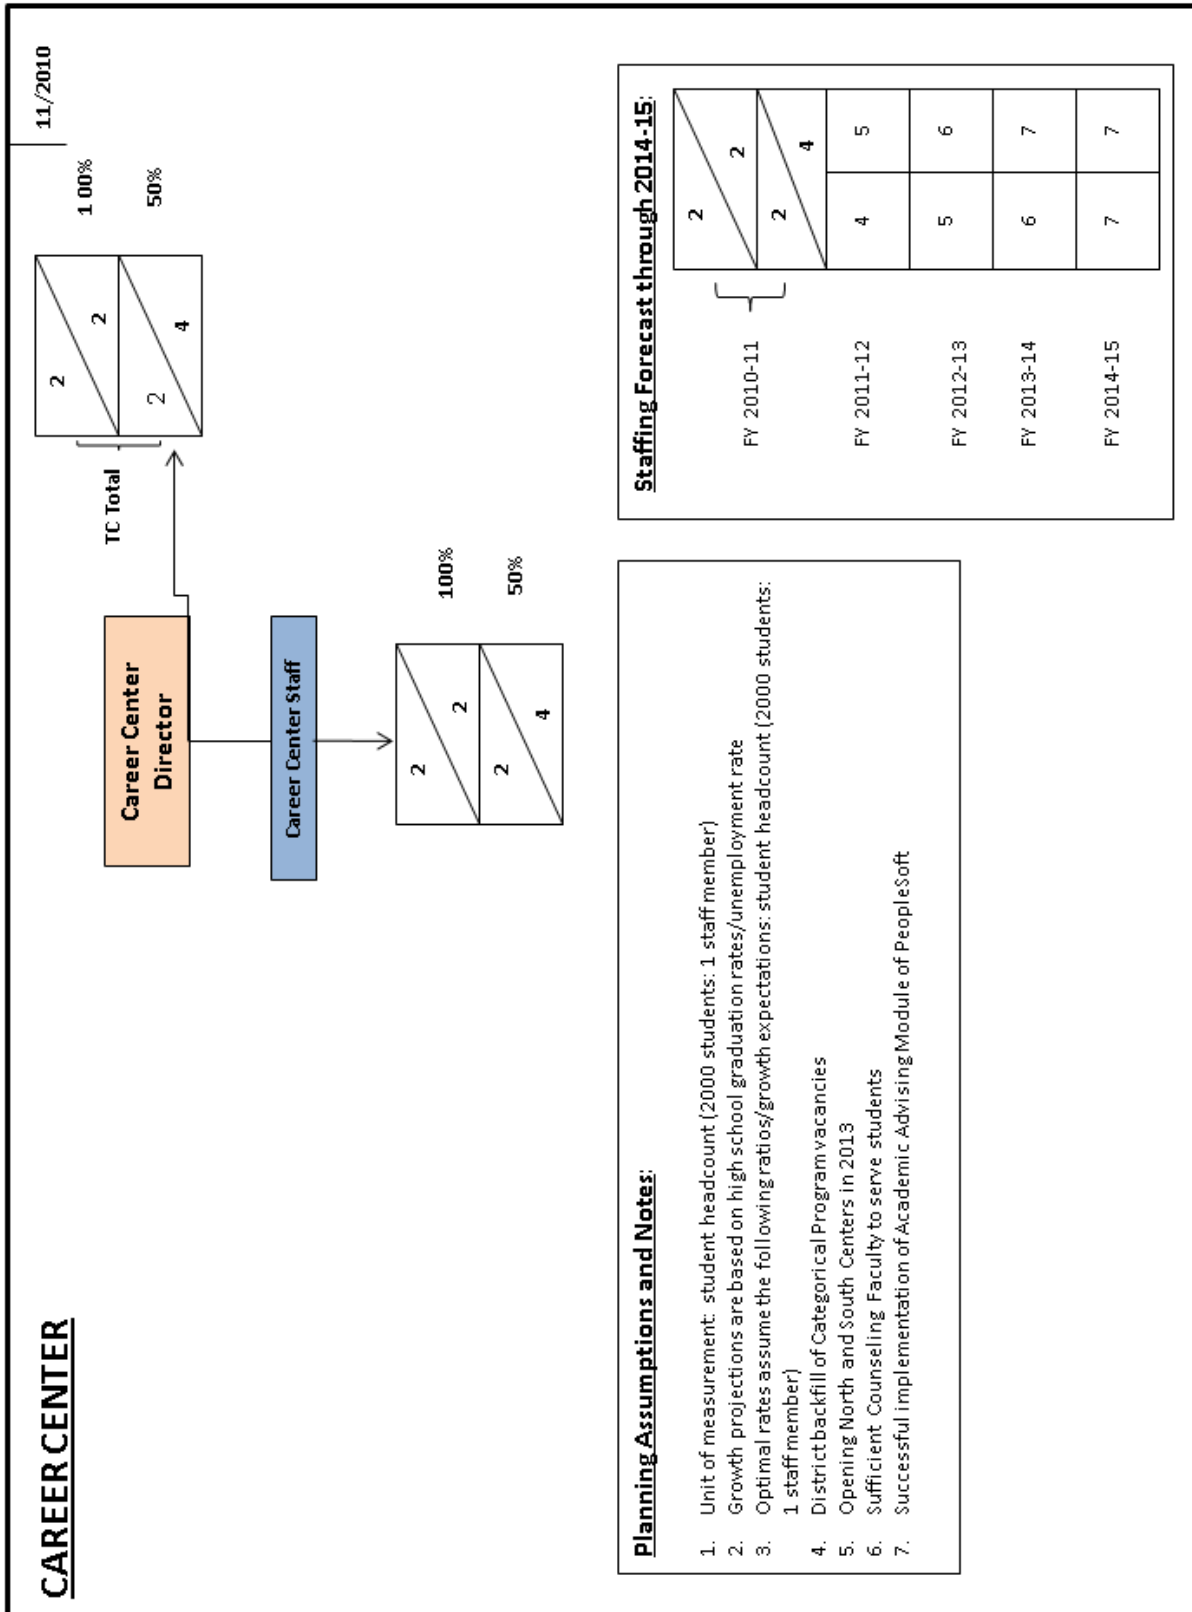 CAREER CENTER
11/2010
Career Center
Director
TC Total
2
2
1 00%
2
4
50%
Career Center Staff
2
2
100%
2
4
50%
Planning Assumptions and Notes:
1. Unit of measurement: student headcount (2000 students: 1 staff member)
2. Growth projections are based on high school graduation rates/unemployment rate
3. Optimal rates assume the following ratios/growth expectations: student headcount (2000 students:
1 staff member)
4. District backfill of Categorical Program vacancies
5. Opening North and South Centers in 2013
6. Sufficient Counseling Faculty to serve students
7. Successful implementation of Academic Advising Module of PeopleSoft
Staffing Forecast through 2014-15:
FY 2010-11
2
2
2
4
FY 2011-12 4 5
FY 2012-13 5 6
FY 2013-14 6 7
FY 2014-15 7 7